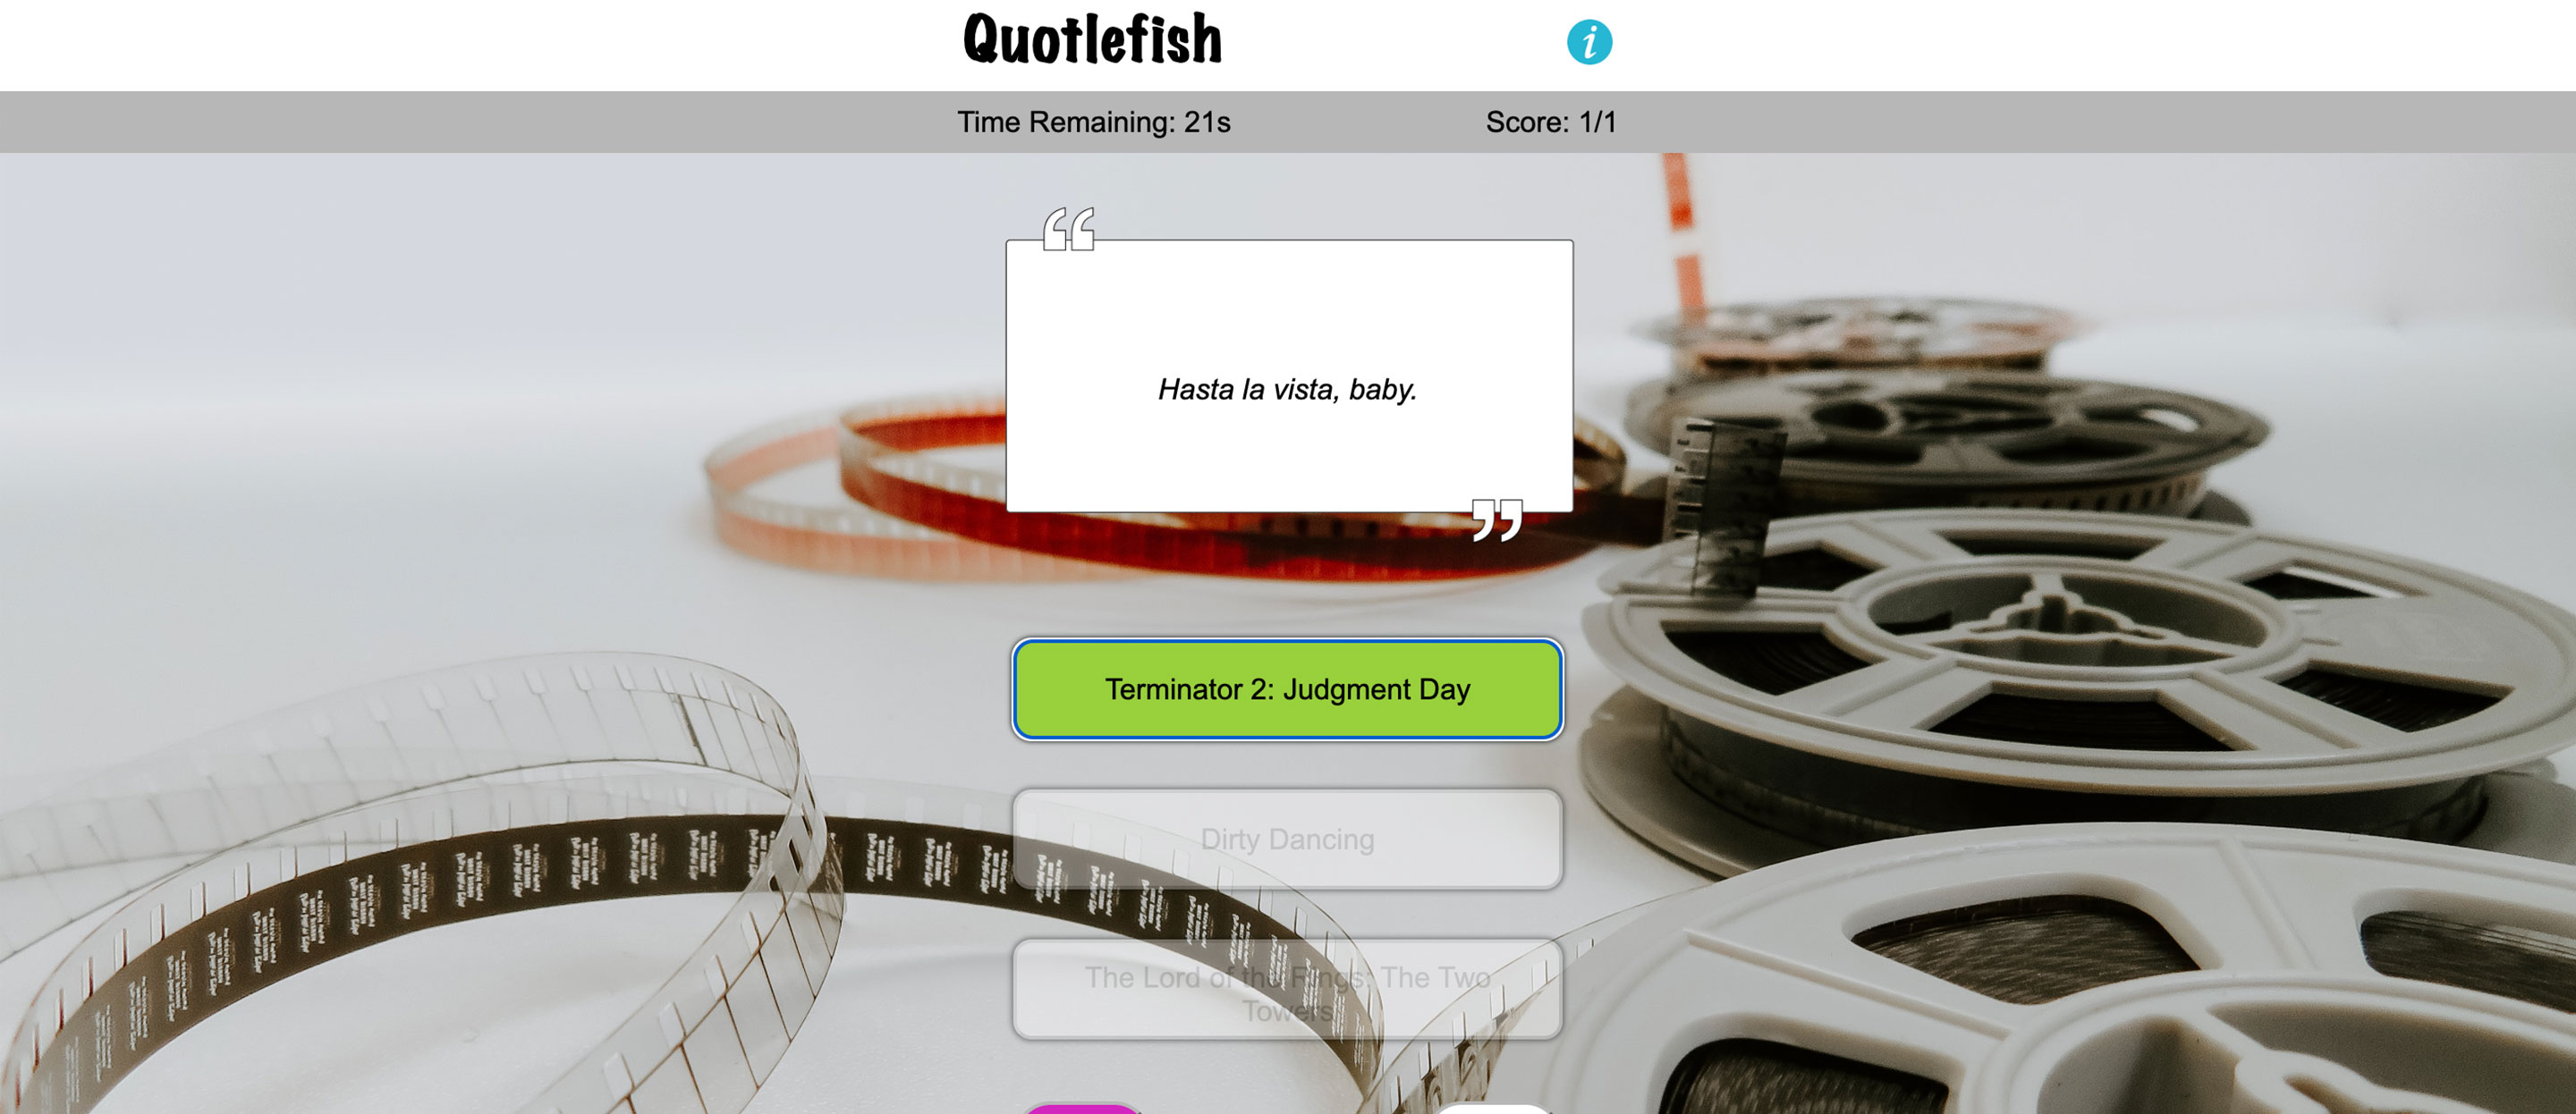 Quotlefish
i
Time Remaining: 21s
Score: 1/1
“
Hasta la vista, baby.
”
Terminator 2: Judgment Day
Dirty Dancing
The Lord of the Rings: The Two
Towers